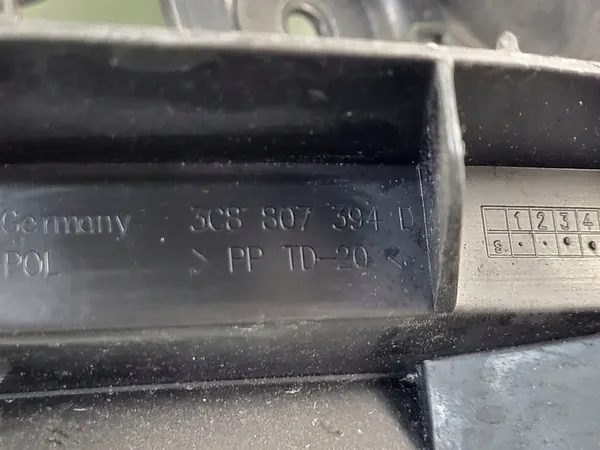 Germany 3C8 807 394 D
POL > PP TD-20 <
1 2 3 4
S